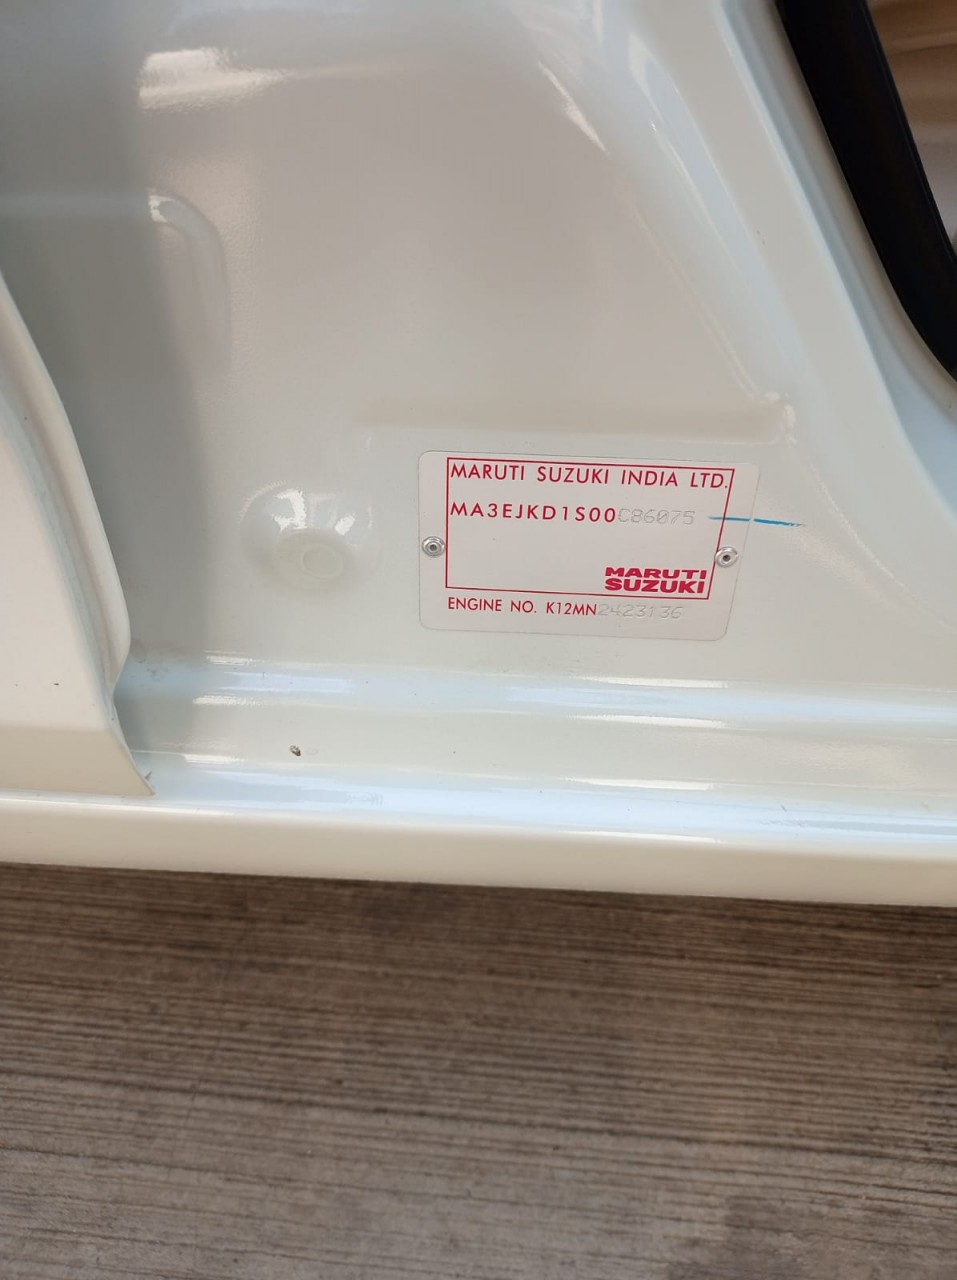 MARUTI SUZUKI INDIA LTD.
MA3EJKD1S00C86075
MARUTI
SUZUKI
ENGINE NO. K12MN2423136